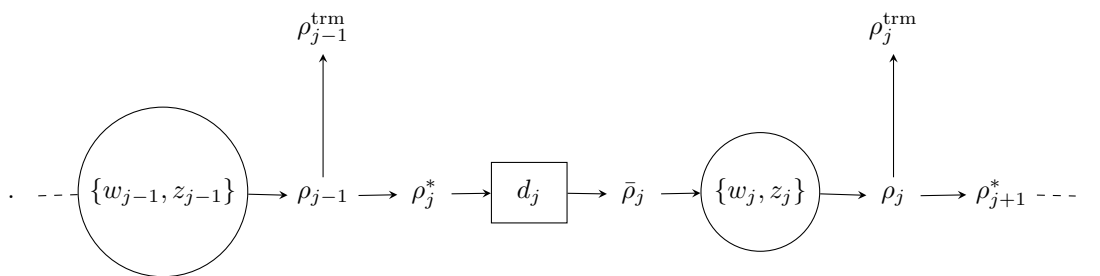 ρ_{j−1}^{trm} ρ_j^{trm}
. {w_{j−1}, z_{j−1}} ρ_{j−1} ρ_j^* d_j ρ̄_j {w_j, z_j} ρ_j ρ_{j+1}^*